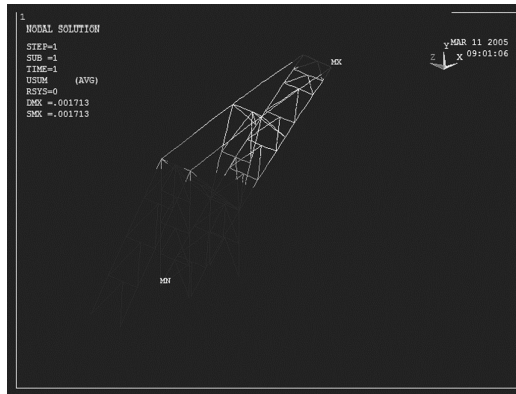 1
NODAL SOLUTION
STEP=1
SUB =1
TIME=1
USUM (AVG)
RSYS=0
DMX =.001713
SMX =.001713
MAR 11 2005
09:01:06
Y
Z X
MX
MN